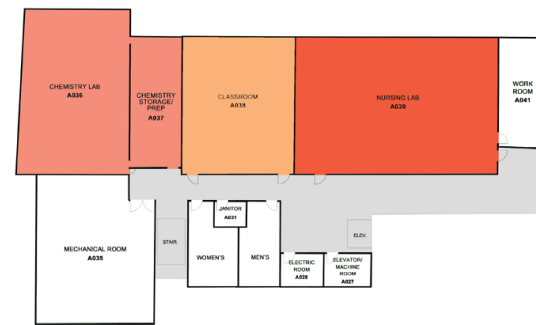 CHEMISTRY LAB
A036
CHEMISTRY
STORAGE/
PREP
A037
CLASSROOM
A038
NURSING LAB
A039
WORK
ROOM
A041
JANITOR
A031
MECHANICAL ROOM
A035
STAIR
WOMEN'S
MEN'S
ELEV.
ELECTRIC
ROOM
A028
ELEVATOR/
MACHINE
ROOM
A027